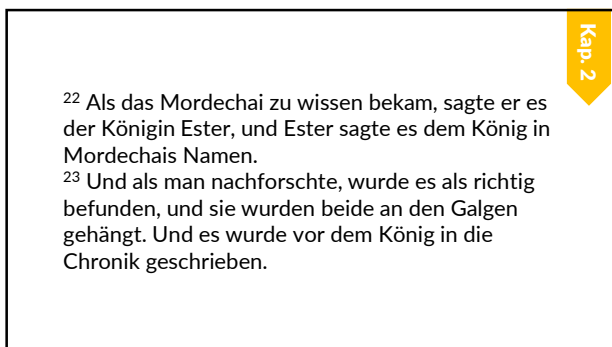 Kap. 2
22 Als das Mordechai zu wissen bekam, sagte er es
der Königin Ester, und Ester sagte es dem König in
Mordechais Namen.
23 Und als man nachforschte, wurde es als richtig
befunden, und sie wurden beide an den Galgen
gehängt. Und es wurde vor dem König in die
Chronik geschrieben.